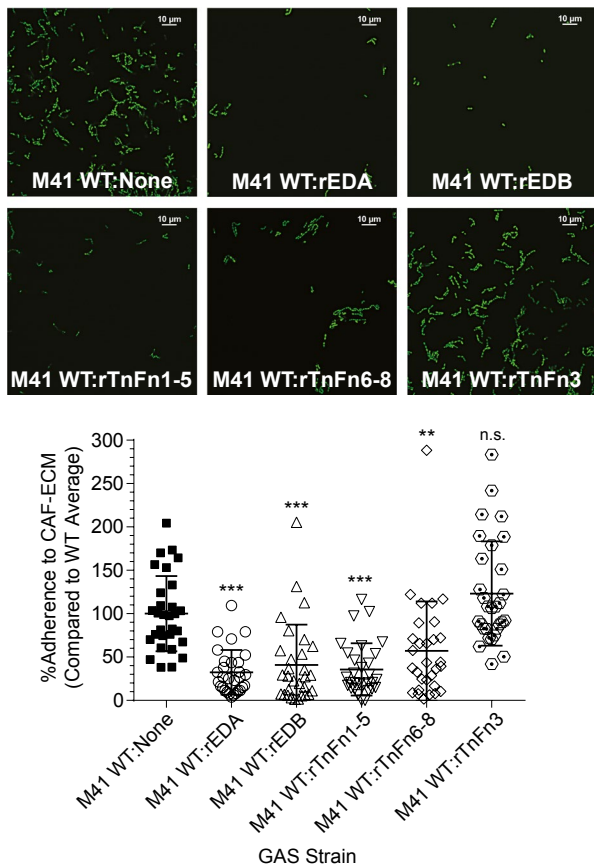 10 µm
10 µm
10 µm
M41 WT:None
M41 WT:rEDA
M41 WT:rEDB
10 µm
10 µm
10 µm
M41 WT:rTnFn1-5
M41 WT:rTnFn6-8
M41 WT:rTnFn3
%Adherence to CAF-ECM
(Compared to WT Average)
300
250
200
150
100
50
0
***
***
***
**
n.s.
M41 WT:None
M41 WT:rEDA
M41 WT:rEDB
M41 WT:rTnFn1-5
M41 WT:rTnFn6-8
M41 WT:rTnFn3
GAS Strain